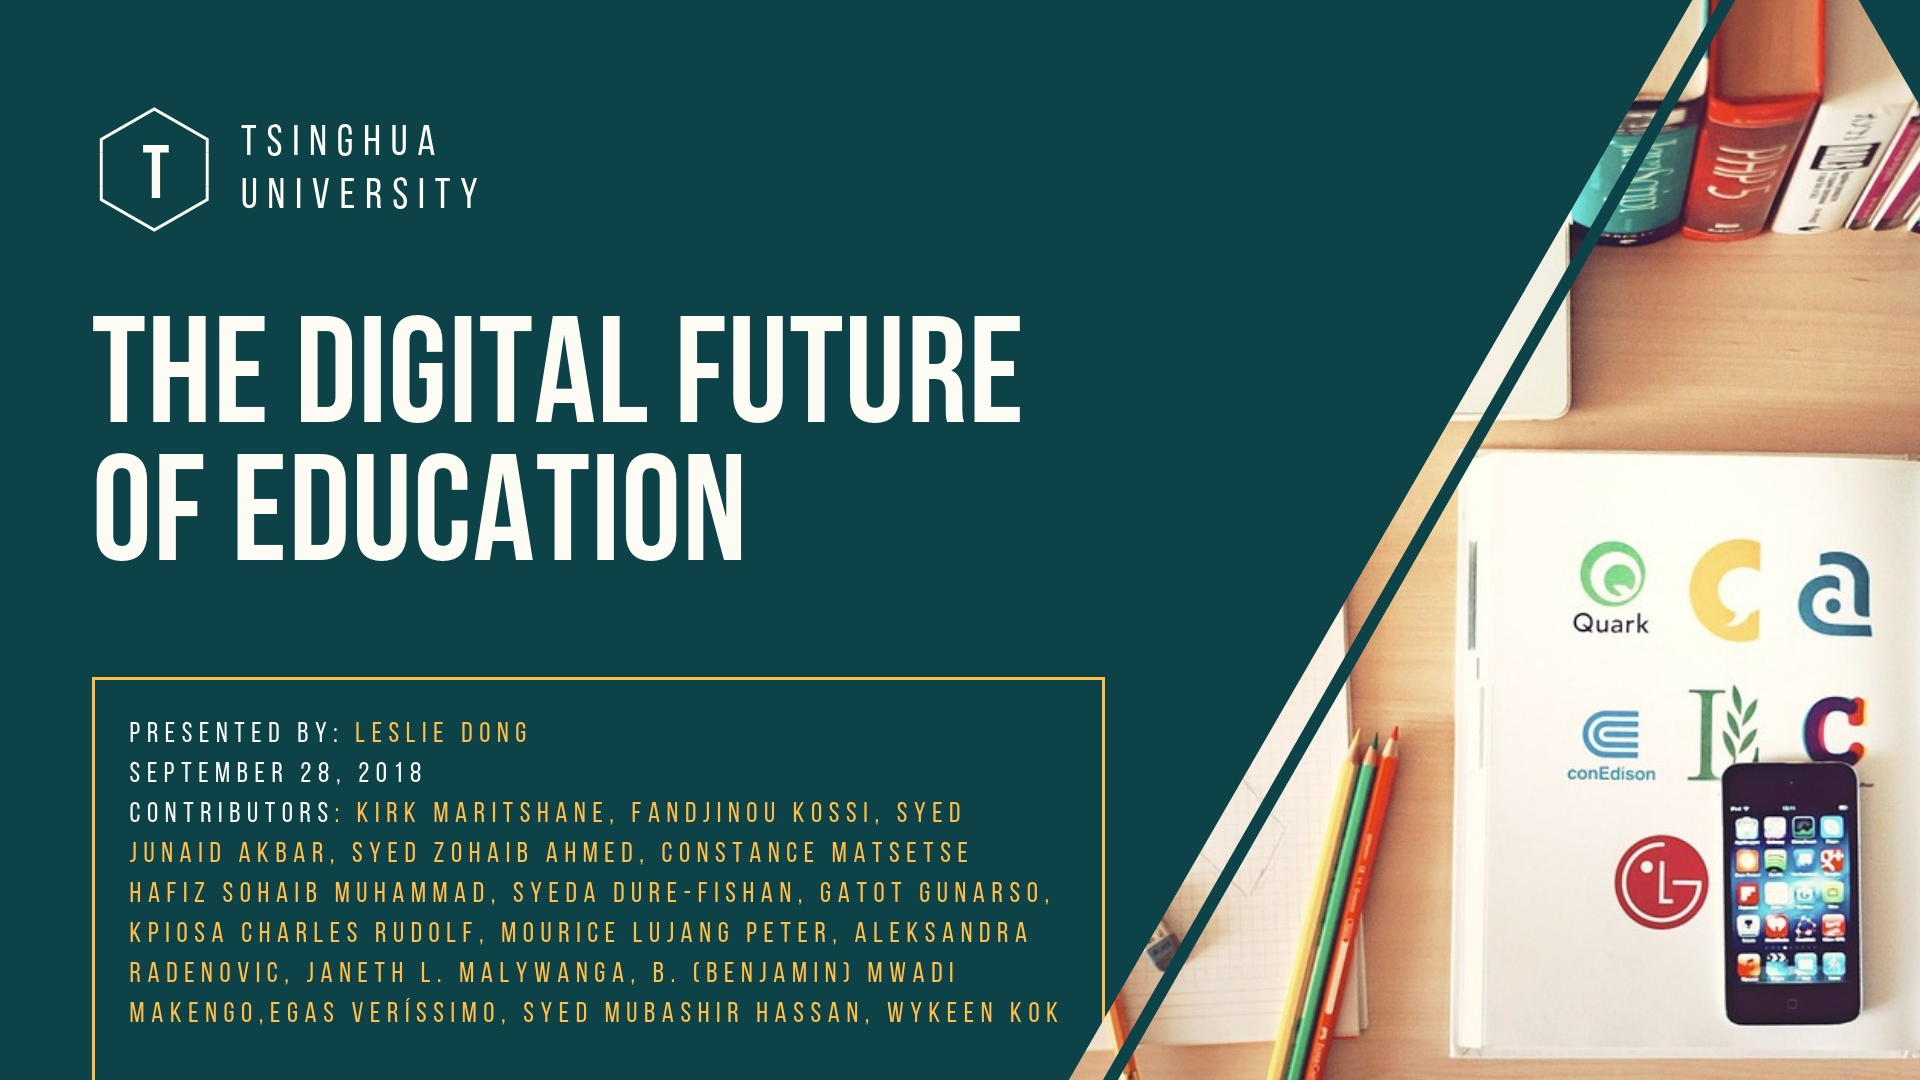 T
TSINGHUA
UNIVERSITY
THE DIGITAL FUTURE
OF EDUCATION
PRESENTED BY: LESLIE DONG
SEPTEMBER 28, 2018
CONTRIBUTORS: KIRK MARITSHANE, FANDJINOU KOSSI, SYED
JUNAID AKBAR, SYED ZOHAIB AHMED, CONSTANCE MATSETSE
HAFIZ SOHAIB MUHAMMAD, SYEDA DURE-FISHAN, GATOT GUNARSO,
KPIOSA CHARLES RUDOLF, MOURICE LUJANG PETER, ALEKSANDRA
RADENOVIC, JANETH L. MALYWANGA, B. (BENJAMIN) MWADI
MAKENGO,EGAS VERÍSSIMO, SYED MUBASHIR HASSAN, WYKEEN KOK
PHP5
Quark
conEdison
LG